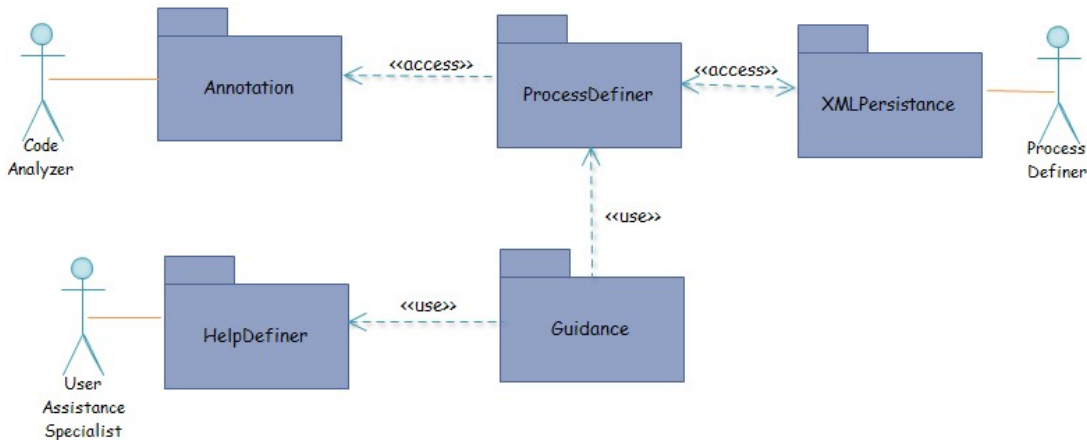 Annotation
<<access>>
ProcessDefiner
<<access>>
XMLPersistance
Code
Analyzer
Process
Definer
<<use>>
HelpDefiner
<<use>>
Guidance
User
Assistance
Specialist